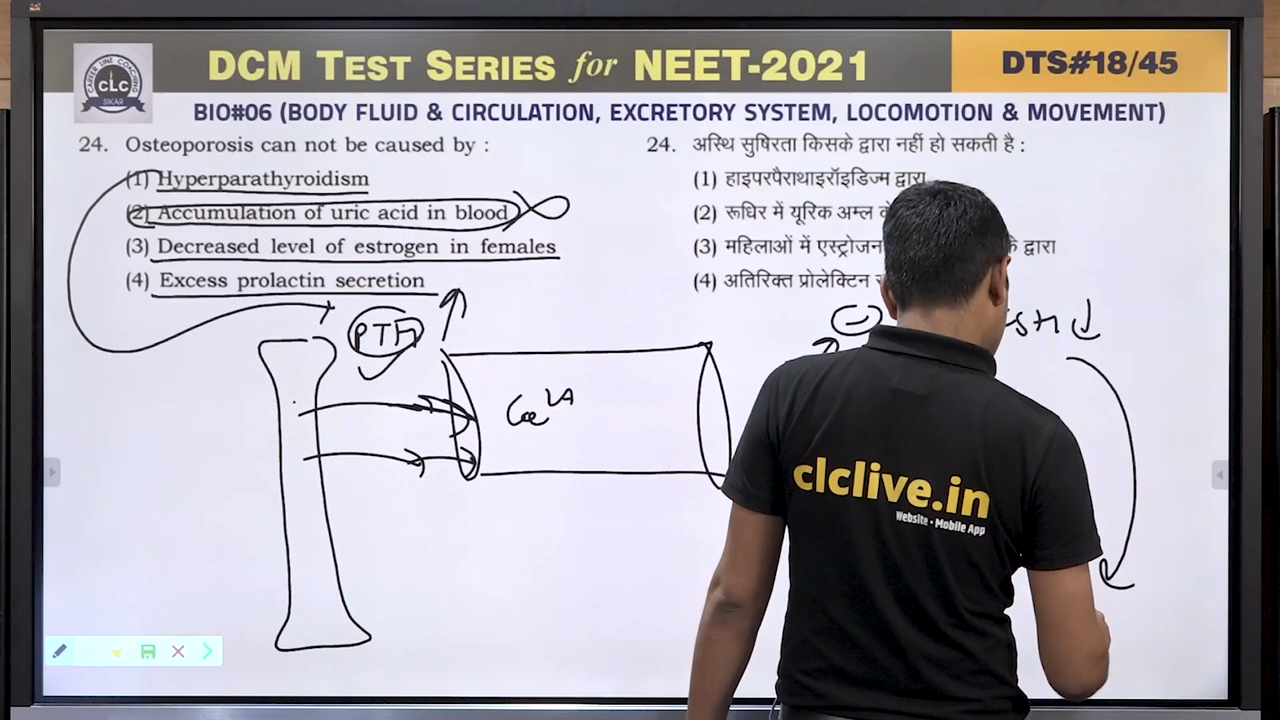 CAREER LINE COACHING
CLC
SIKAR
DCM TEST SERIES for NEET-2021
DTS#18/45
BIO#06 (BODY FLUID & CIRCULATION, EXCRETORY SYSTEM, LOCOMOTION & MOVEMENT)
24. Osteoporosis can not be caused by :
(1) Hyperparathyroidism
(2) Accumulation of uric acid in blood
(3) Decreased level of estrogen in females
(4) Excess prolactin secretion
24. अस्थि सुषिरता किसके द्वारा नहीं हो सकती है :
(1) हाइपरपैराथाइरॉइडिज्म द्वारा
(2) रूधिर में यूरिक अम्ल
(3) महिलाओं में एस्ट्रोजन के द्वारा
(4) अतिरिक्त प्रोलेक्टिन
PTH
clclive.in
Website • Mobile App